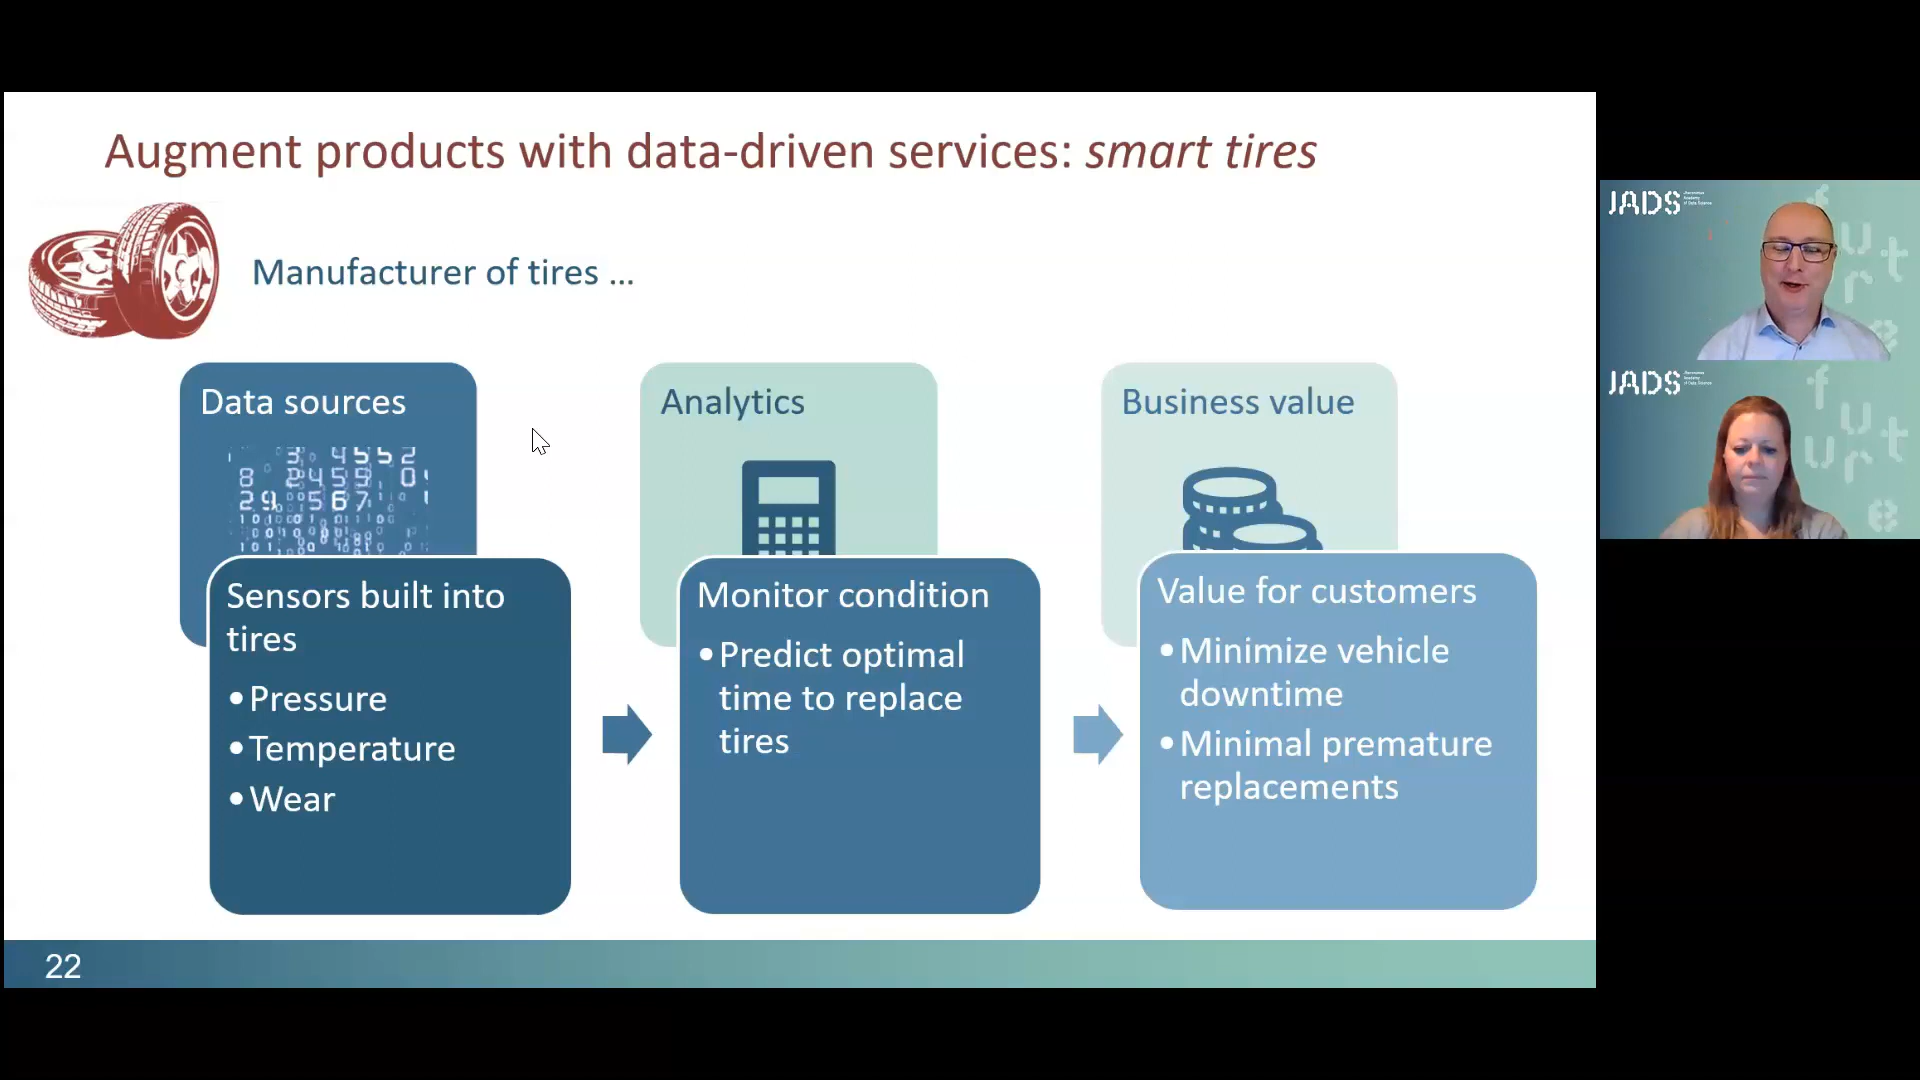 Augment products with data-driven services: smart tires
Manufacturer of tires ...
Data sources
Sensors built into
tires
•Pressure
•Temperature
•Wear
Analytics
Monitor condition
•Predict optimal
time to replace
tires
Business value
Value for customers
•Minimize vehicle
downtime
•Minimal premature
replacements
22
JADS
JADS